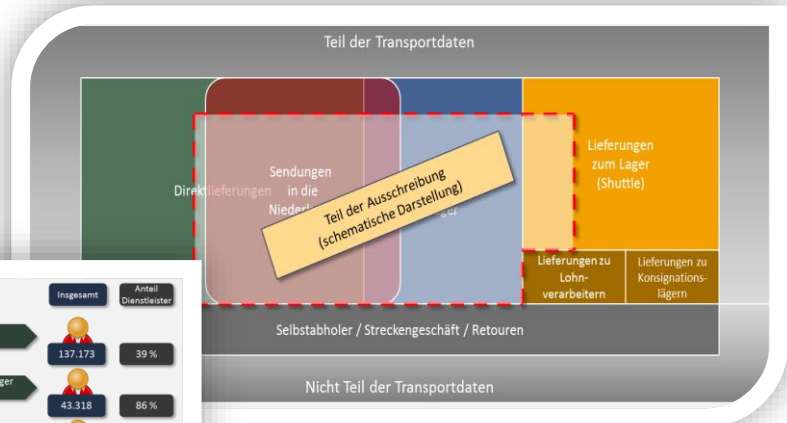 Teil der Transportdaten
Direktlieferungen
Sendungen
in die
Lieferungen
zum Lager
(Shuttle)
Teil der Ausschreibung
(schematische Darstellung)
Lieferungen zu
Lohn-
verarbeitern
Lieferungen zu
Konsignations-
lägern
Selbstabholer / Streckengeschäft / Retouren
Nicht Teil der Transportdaten
Insgesamt
Anteil
Dienstleister
137.173
39 %
43.318
86 %